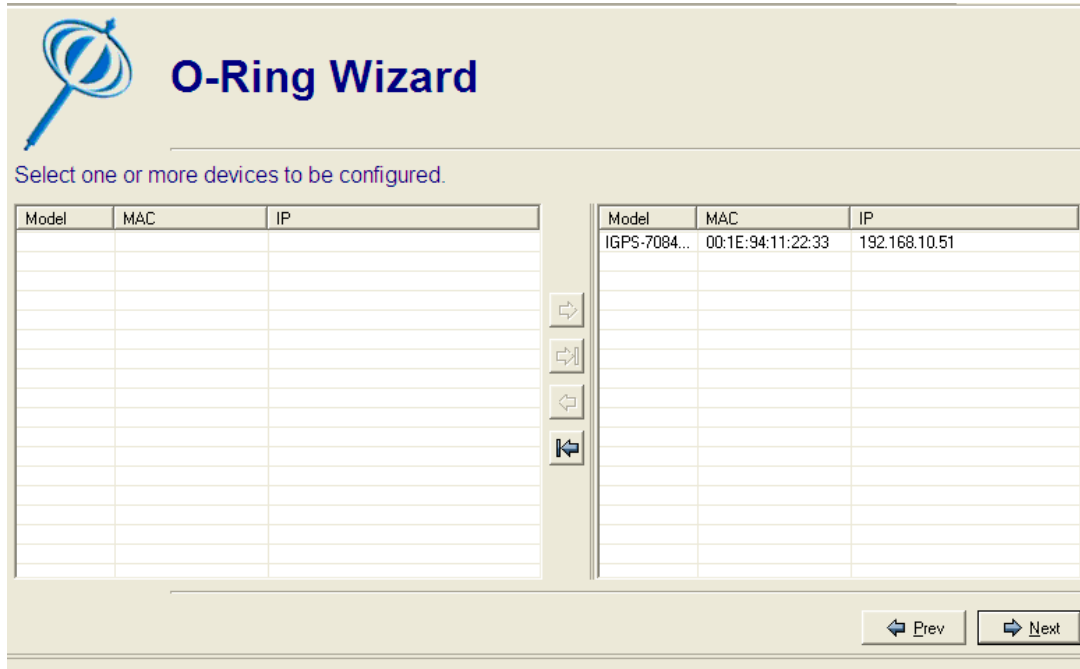 O-Ring Wizard
Select one or more devices to be configured.
Model MAC IP
Model MAC IP
IGPS-7084... 00:1E:94:11:22:33 192.168.10.51
Prev
Next